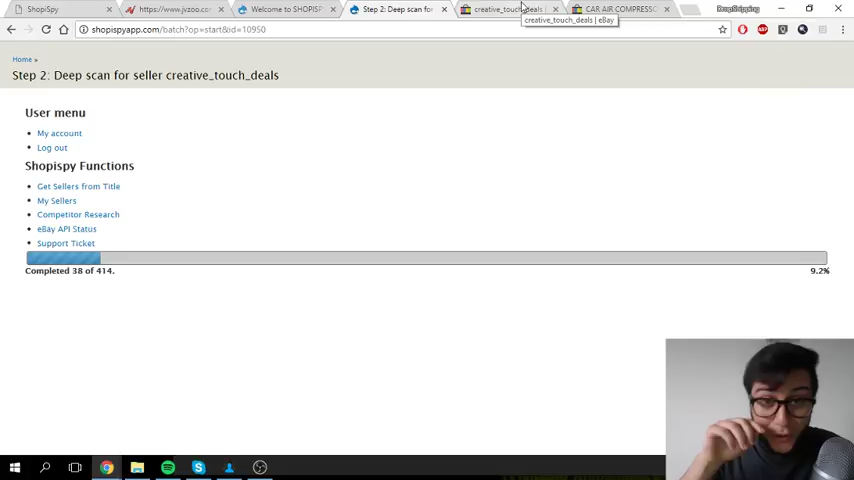 ShopiSpy
https://www.jvzoo.co
Welcome to SHOPISP
Step 2: Deep scan for
creative_touch_deals
CAR AIR COMPRESSO
DropShipping
creative_touch_deals | eBay
shopispyapp.com/batch?op=start&id=10950
Home »
Step 2: Deep scan for seller creative_touch_deals
User menu
My account
Log out
Shopispy Functions
Get Sellers from Title
My Sellers
Competitor Research
eBay API Status
Support Ticket
Completed 38 of 414.
9.2%